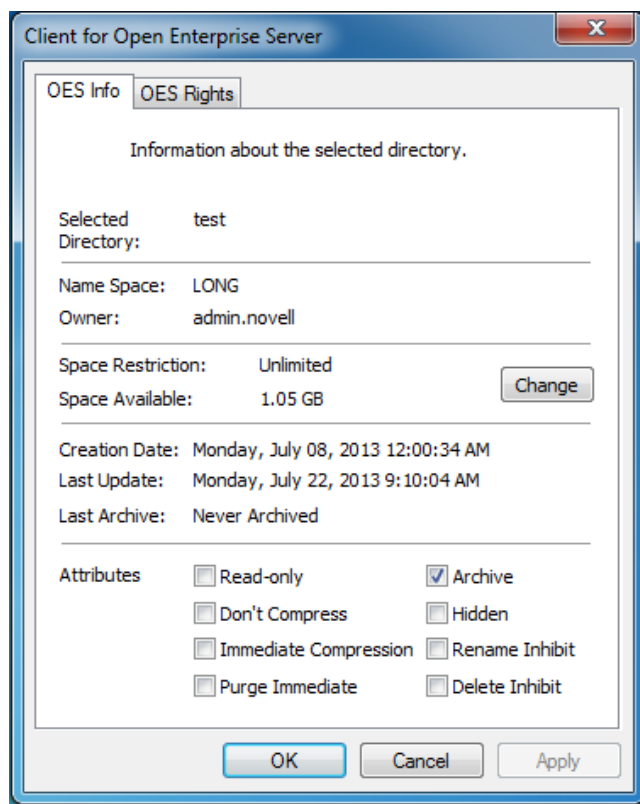 Client for Open Enterprise Server
OES Info OES Rights
Information about the selected directory.
Selected Directory: test
Name Space: LONG
Owner: admin.novell
Space Restriction: Unlimited
Space Available: 1.05 GB
Change
Creation Date: Monday, July 08, 2013 12:00:34 AM
Last Update: Monday, July 22, 2013 9:10:04 AM
Last Archive: Never Archived
Attributes Read-only Archive
Don't Compress Hidden
Immediate Compression Rename Inhibit
Purge Immediate Delete Inhibit
OK Cancel Apply